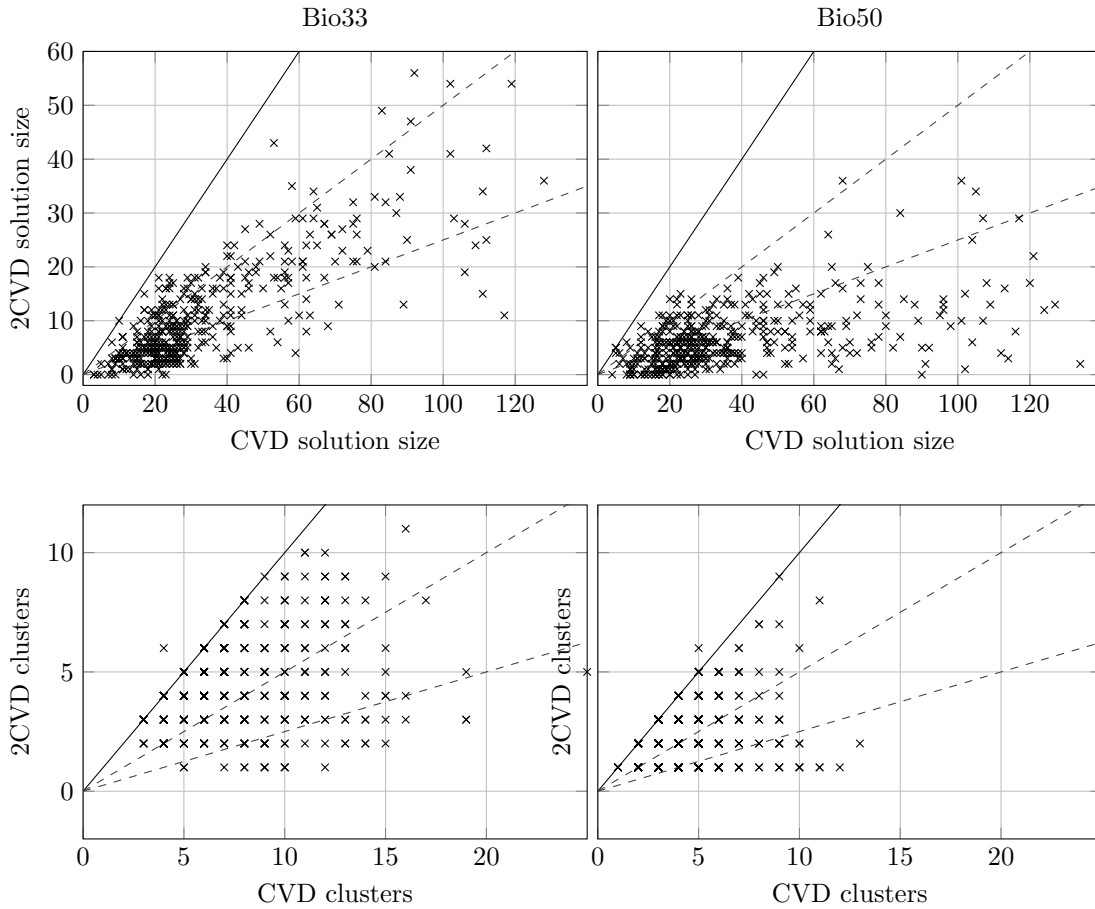 Bio33
Bio50
60
50
40
30
20
10
0
2CVD solution size
0 20 40 60 80 100 120
0 20 40 60 80 100 120
CVD solution size
CVD solution size
10
5
0
2CVD clusters
2CVD clusters
0 5 10 15 20
0 5 10 15 20
CVD clusters
CVD clusters